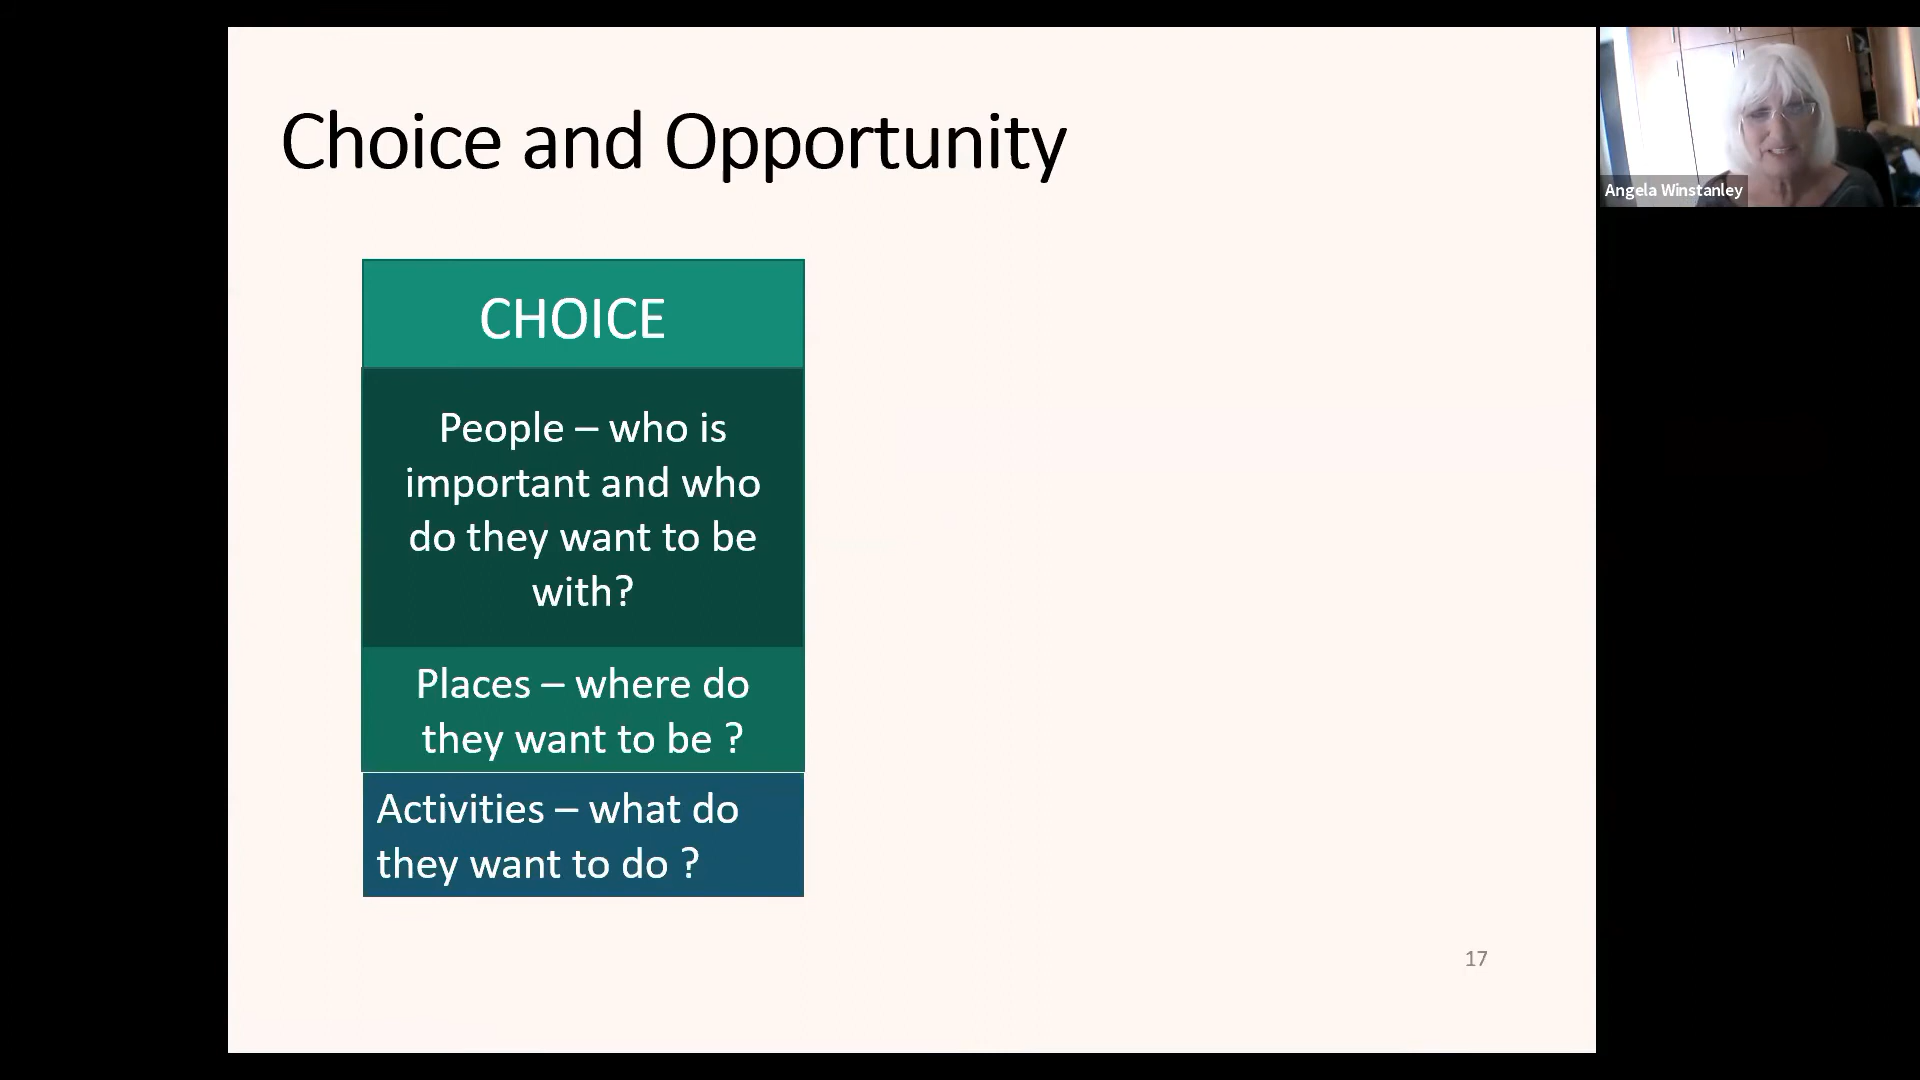 Choice and Opportunity
Angela Winstanley
CHOICE
People – who is
important and who
do they want to be
with?
Places – where do
they want to be ?
Activities – what do
they want to do ?
17